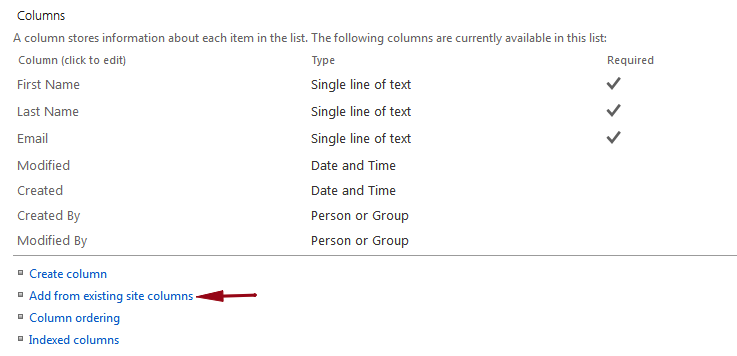 Columns
A column stores information about each item in the list. The following columns are currently available in this list:
Column (click to edit) Type Required
First Name Single line of text
Last Name Single line of text
Email Single line of text
Modified Date and Time
Created Date and Time
Created By Person or Group
Modified By Person or Group
Create column
Add from existing site columns
Column ordering
Indexed columns